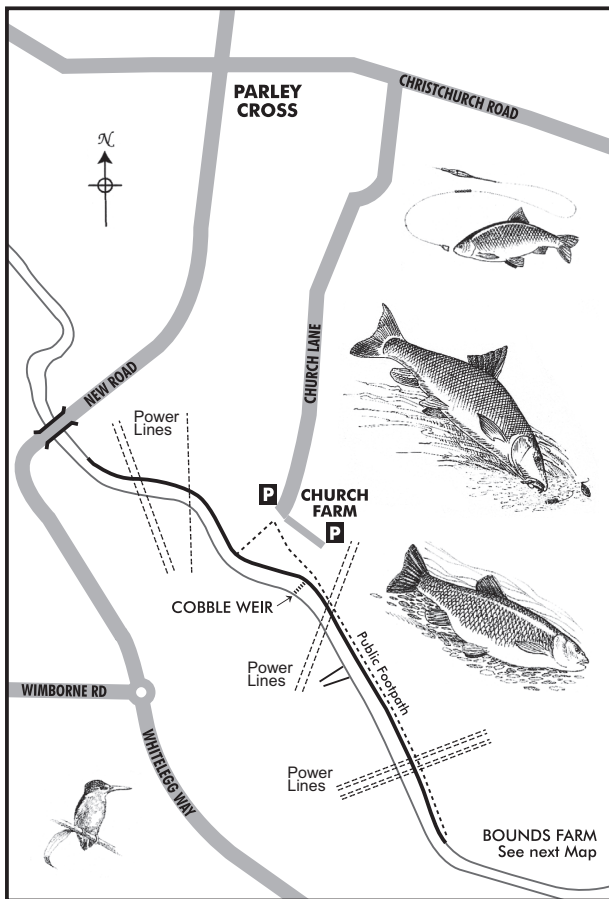 CHRISTCHURCH ROAD
PARLEY
CROSS
N
CHURCH LANE
NEW ROAD
Power
Lines
P
CHURCH
FARM
P
COBBLE WEIR
Public Footpath
Power
Lines
WIMBORNE RD
WHITELEGG WAY
Power
Lines
BOUNDS FARM
See next Map